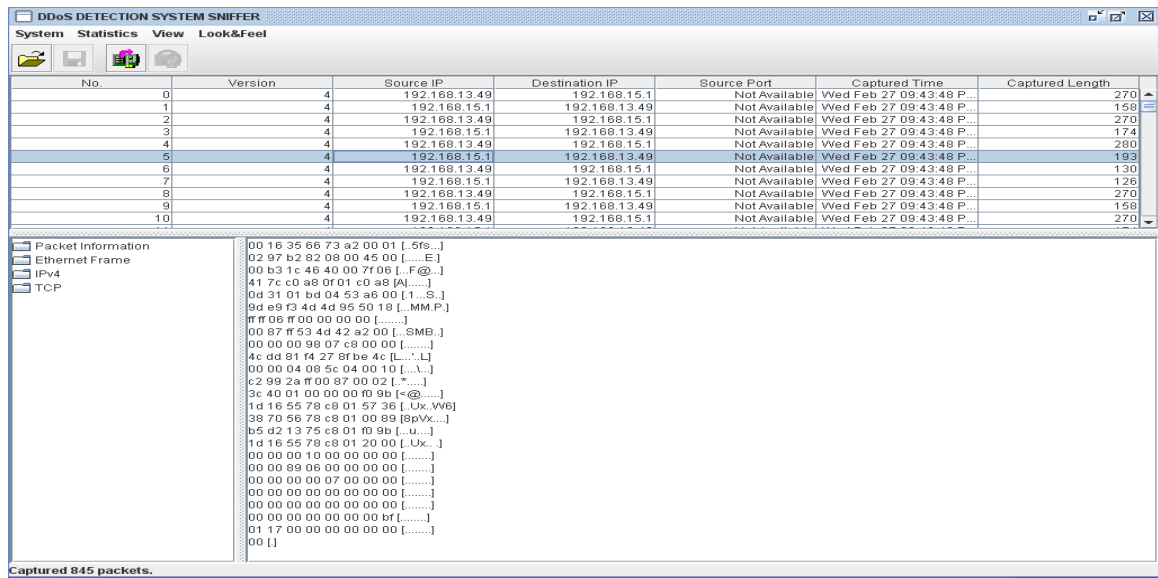 DDoS DETECTION SYSTEM SNIFFER
System Statistics View Look&Feel
No. Version Source IP Destination IP Source Port Captured Time Captured Length
0 4 192.168.13.49 192.168.15.1 Not Available Wed Feb 27 09:43:48 P... 270
1 4 192.168.15.1 192.168.13.49 Not Available Wed Feb 27 09:43:48 P... 158
2 4 192.168.13.49 192.168.15.1 Not Available Wed Feb 27 09:43:48 P... 270
3 4 192.168.15.1 192.168.13.49 Not Available Wed Feb 27 09:43:48 P... 174
4 4 192.168.13.49 192.168.15.1 Not Available Wed Feb 27 09:43:48 P... 280
5 4 192.168.15.1 192.168.13.49 Not Available Wed Feb 27 09:43:48 P... 193
6 4 192.168.13.49 192.168.15.1 Not Available Wed Feb 27 09:43:48 P... 130
7 4 192.168.15.1 192.168.13.49 Not Available Wed Feb 27 09:43:48 P... 126
8 4 192.168.13.49 192.168.15.1 Not Available Wed Feb 27 09:43:48 P... 270
9 4 192.168.15.1 192.168.13.49 Not Available Wed Feb 27 09:43:48 P... 158
10 4 192.168.13.49 192.168.15.1 Not Available Wed Feb 27 09:43:48 P... 270
Packet Information
Ethernet Frame
IPv4
TCP
00 16 35 66 73 a2 00 01 [..5fs...]
02 97 b2 82 08 00 45 00 [......E.]
00 b3 1c 46 40 00 7f 06 [...F@...]
41 7c c0 a8 0f 01 c0 a8 [A|......]
0d 31 01 bd 04 53 a6 00 [.1...S..]
9d e9 f3 4d 4d 95 50 18 [...MM.P.]
ff ff 06 ff 00 00 00 00 [........]
00 87 ff 53 4d 42 a2 00 [...SMB..]
00 00 00 98 07 c8 00 00 [........]
4c dd 81 f4 27 8f be 4c [L...'..L]
00 00 04 08 5c 04 00 10 [....\...]
c2 99 2a ff 00 87 00 02 [..*.....]
3c 40 01 00 00 00 f0 9b [<@......]
1d 16 55 78 c8 01 57 36 [..Ux..W6]
38 70 56 78 c8 01 00 89 [8pVx....]
b5 d2 13 75 c8 01 f0 9b [...u....]
1d 16 55 78 c8 01 20 00 [..Ux.. .]
00 00 00 10 00 00 00 00 [........]
00 00 89 06 00 00 00 00 [........]
00 00 00 00 07 00 00 00 [........]
00 00 00 00 00 00 00 00 [........]
00 00 00 00 00 00 00 00 [........]
00 00 00 00 00 00 00 bf [........]
01 17 00 00 00 00 00 00 [........]
00 [.]
Captured 845 packets.